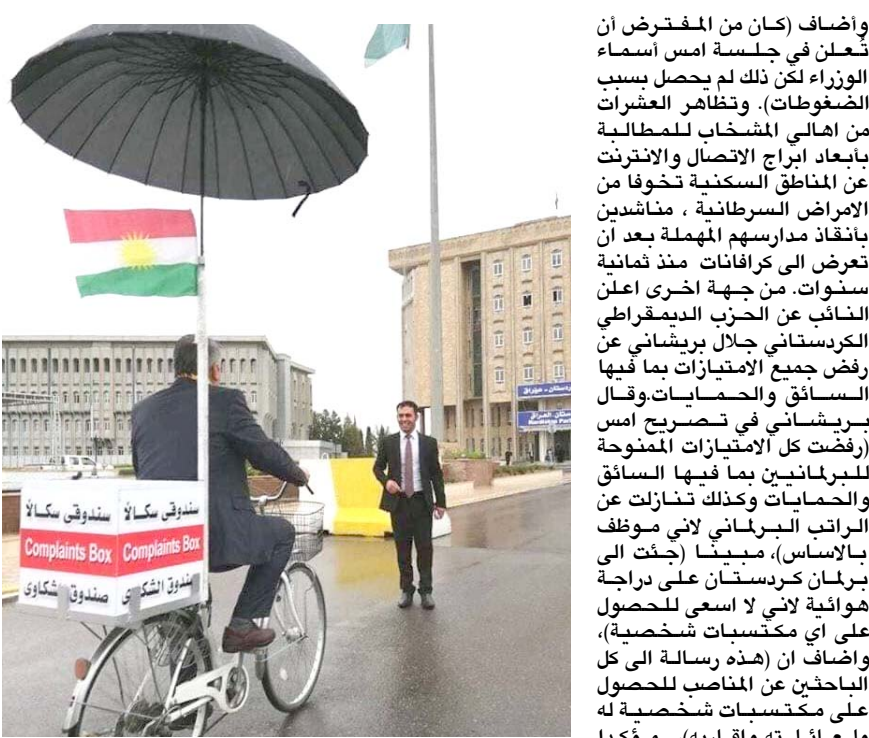 وأضاف (كان من المفترض أن
تُعلن في جلسة امس أسماء
الوزراء لكن ذلك لم يحصل بسبب
الضغوطات). وتظاهر العشرات
من اهالي المشخاب للمطالبة
بأبعاد ابراج الاتصال والانترنت
عن المناطق السكنية تخوفا من
الامراض السرطانية ، مناشدين
بأنقاذ مدارسهم المهملة بعد ان
تعرض الى كرافانات منذ ثمانية
سنوات. من جهة اخرى اعلن
النائب عن الحزب الديمقراطي
الكردستاني جلال بريشاني عن
رفض جميع الامتيازات بما فيها
السائق والحمايات.وقال
بريشاني في تصريح امس
(رفضت كل الامتيازات الممنوحة
للبرلمانيين بما فيها السائق
والحمايات وكذلك تنازلت عن
الراتب البرلماني لاني موظف
بالاساس)، مبينا (جئت الى
برلمان كردستان على دراجة
هوائية لاني لا اسعى للحصول
على اي مكتسبات شخصية)،
واضاف ان (هذه رسالة الى كل
الباحثين عن المناصب للحصول
على مكتسبات شخصية له
سندوقی سکاڵا
Complaints Box
صندوق الشكاوى
سندوقی سکاڵا
Complaints Box
صندوق